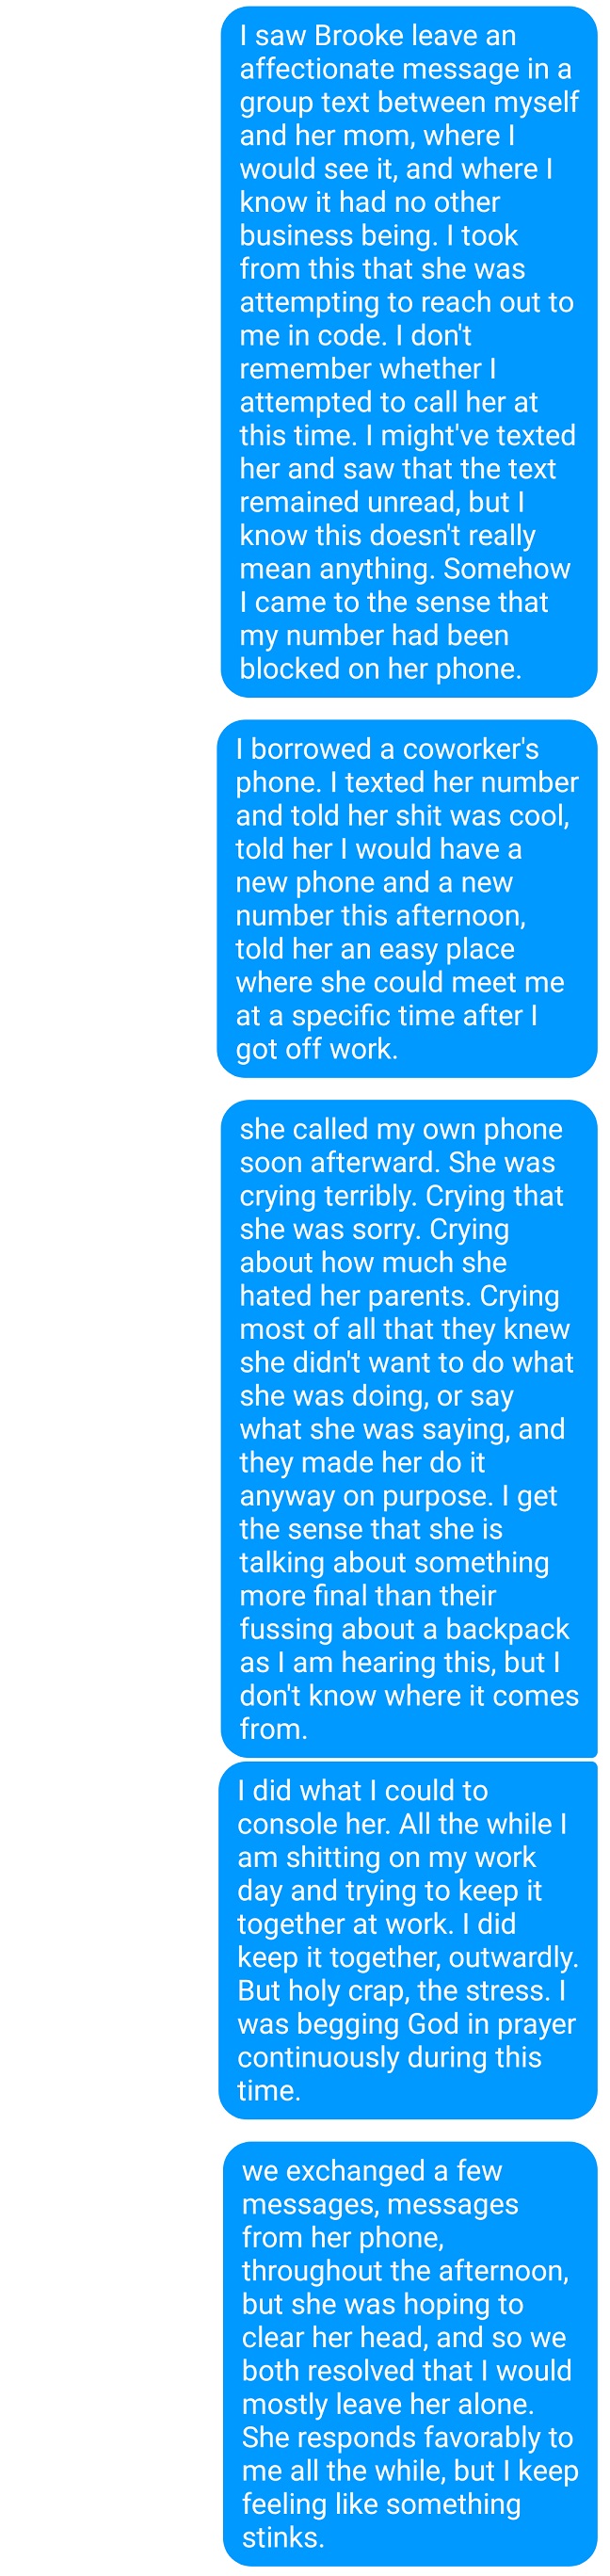 I saw Brooke leave an
affectionate message in a
group text between myself
and her mom, where I
would see it, and where I
know it had no other
business being. I took
from this that she was
attempting to reach out to
me in code. I don't
remember whether I
attempted to call her at
this time. I might've texted
her and saw that the text
remained unread, but I
know this doesn't really
mean anything. Somehow
I came to the sense that
my number had been
blocked on her phone.
I borrowed a coworker's
phone. I texted her number
and told her shit was cool,
told her I would have a
new phone and a new
number this afternoon,
told her an easy place
where she could meet me
at a specific time after I
got off work.
she called my own phone
soon afterward. She was
crying terribly. Crying that
she was sorry. Crying
about how much she
hated her parents. Crying
most of all that they knew
she didn't want to do what
she was doing, or say
what she was saying, and
they made her do it
anyway on purpose. I get
the sense that she is
talking about something
more final than their
fussing about a backpack
as I am hearing this, but I
don't know where it comes
from.
I did what I could to
console her. All the while I
am shitting on my work
day and trying to keep it
together at work. I did
keep it together, outwardly.
But holy crap, the stress. I
was begging God in prayer
continuously during this
time.
we exchanged a few
messages, messages
from her phone,
throughout the afternoon,
but she was hoping to
clear her head, and so we
both resolved that I would
mostly leave her alone.
She responds favorably to
me all the while, but I keep
feeling like something
stinks.